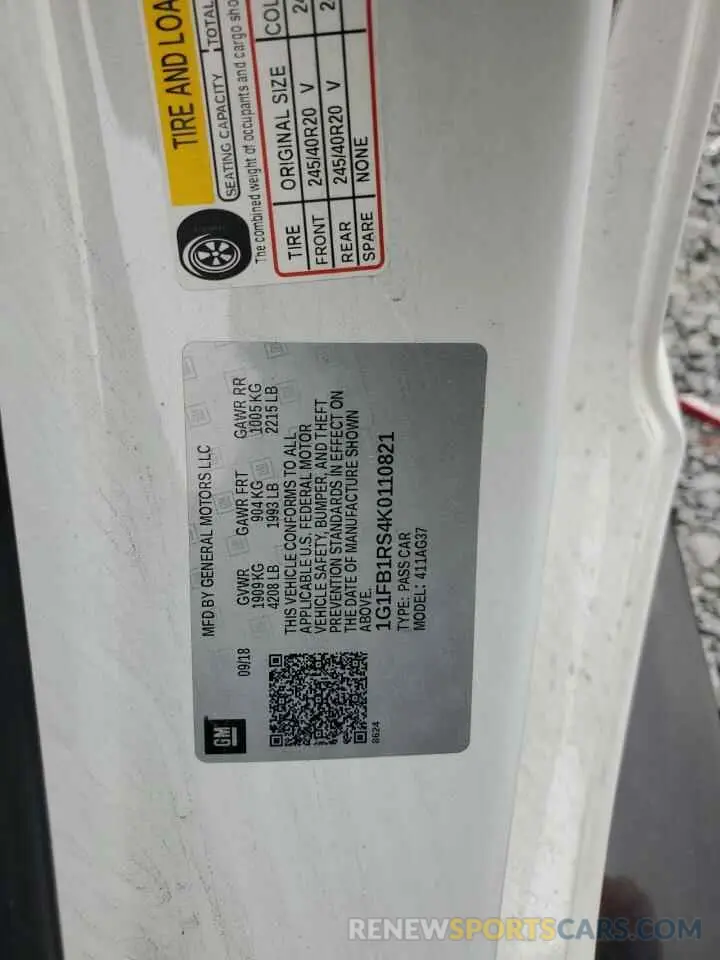 TIRE AND LOA
SEATING CAPACITY TOTAL
The combined weight of occupants and cargo sho
TIRE ORIGINAL SIZE COL
FRONT 245/40R20 V
REAR 245/40R20 V
SPARE NONE
MFD BY GENERAL MOTORS LLC
09/18 GVWR GAWR FRT GAWR RR
1909 KG 904 KG 1005 KG
4208 LB 1993 LB 2215 LB
THIS VEHICLE CONFORMS TO ALL
APPLICABLE U.S. FEDERAL MOTOR
VEHICLE SAFETY, BUMPER, AND THEFT
PREVENTION STANDARDS IN EFFECT ON
THE DATE OF MANUFACTURE SHOWN
ABOVE.
1G1FB1RS4K0110821
TYPE: PASS CAR
MODEL: 411AG37
GM
8624
RENEWSPORTSCARS.COM